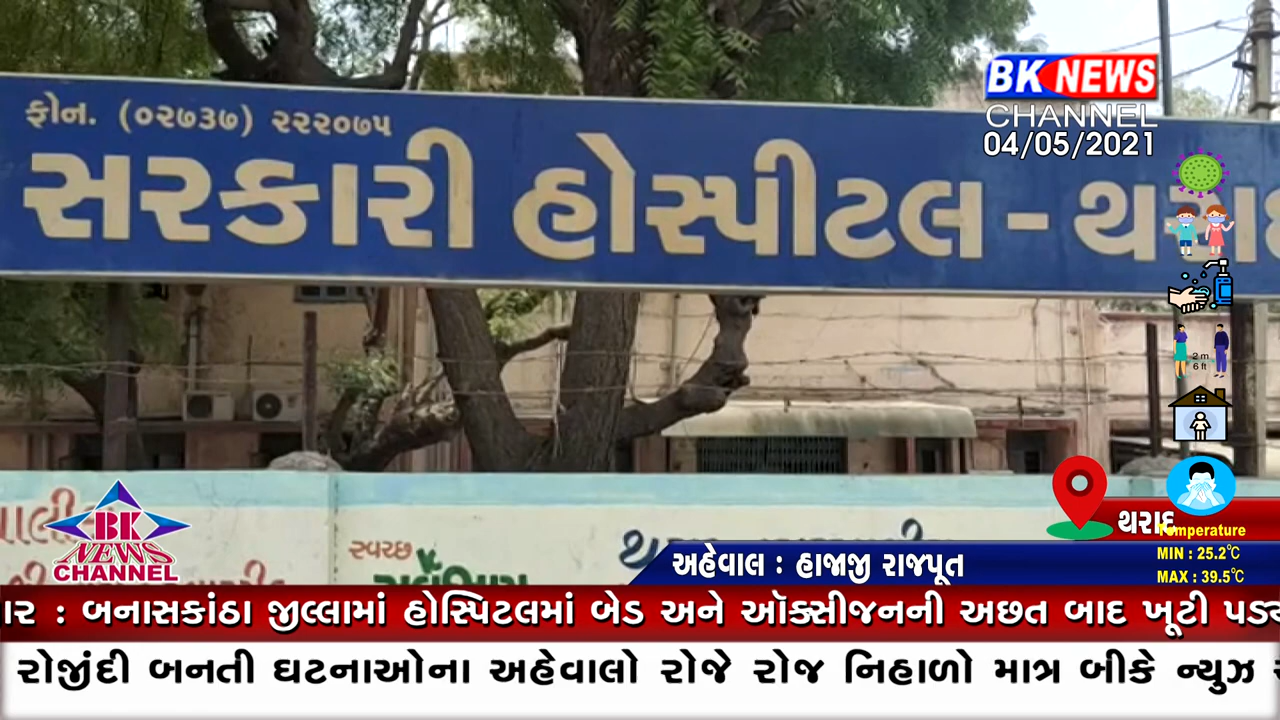 ફોન. (૦૨૭૩૭) ૨૨૨૦૭૫
સરકારી હોસ્પીટલ - થરાદ
BK NEWS
CHANNEL
04/05/2021
2 m
6 ft
સ્વચ્છ
BK
NEWS
CHANNEL
થરાદ
Temperature
MIN : 25.2℃
MAX : 39.5℃
અહેવાલ : હાજાજી રાજપૂત
ાર : બનાસકાંઠા જીલ્લામાં હોસ્પિટલમાં બેડ અને ઑક્સીજનની અછત બાદ ખૂટી
રોજીંદી બનતી ઘટનાઓના અહેવાલો રોજે રોજ નિહાળો માત્ર બીકે ન્યુઝ